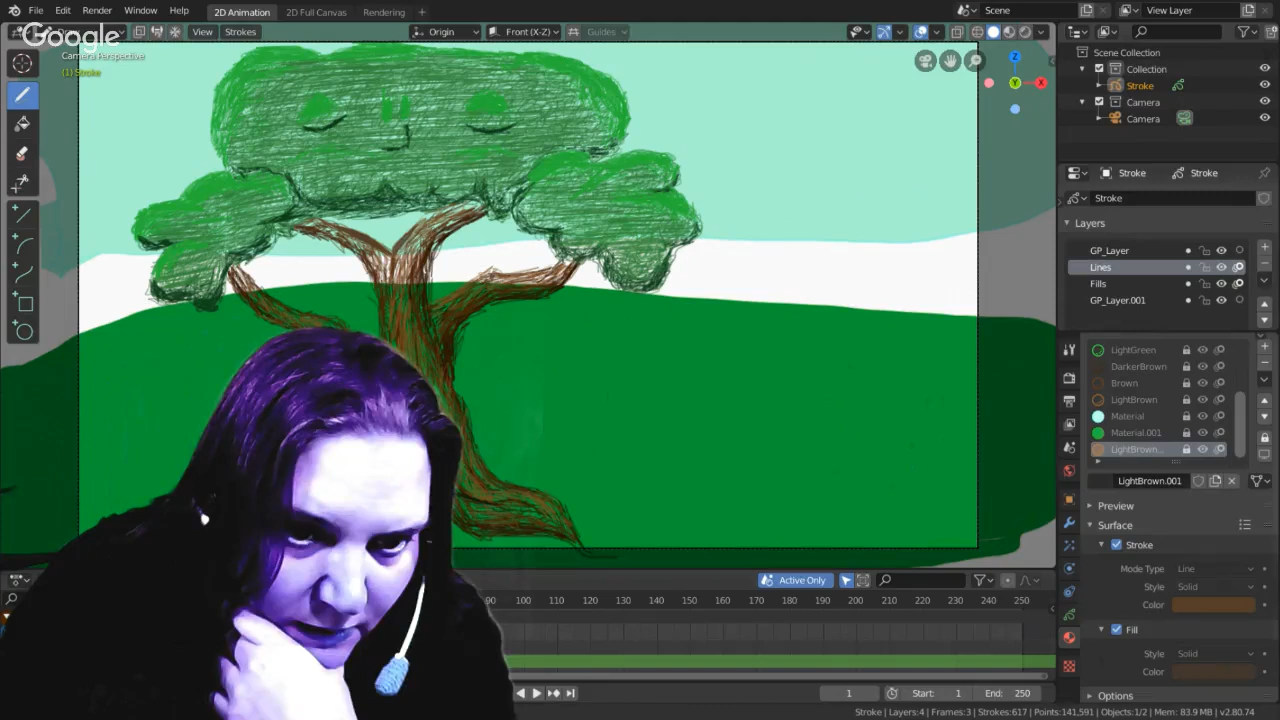 File Edit Render Window Help 2D Animation 2D Full Canvas Rendering + Scene View Layer
Google View Strokes Origin Front (X-Z) Guides
Camera Perspective
(1) Stroke
Z
Y X
Scene Collection
Collection
Stroke
Camera
Camera
Stroke Stroke
Stroke
Layers
GP_Layer
Lines
Fills
GP_Layer.001
LightGreen
DarkerBrown
Brown
LightBrown
Material
Material.001
LightBrown...
LightBrown.001
Preview
Surface
Stroke
Mode Type Line
Style Solid
Color
Fill
Style Solid
Color
Options
Active Only
90 100 110 120 130 140 150 160 170 180 190 200 210 220 230 240 250
1 Start: 1 End: 250
Stroke | Layers:4 | Frames:3 | Strokes:617 | Points:141,591 | Objects:1/2 | Mem: 83.9 MB | v2.80.74